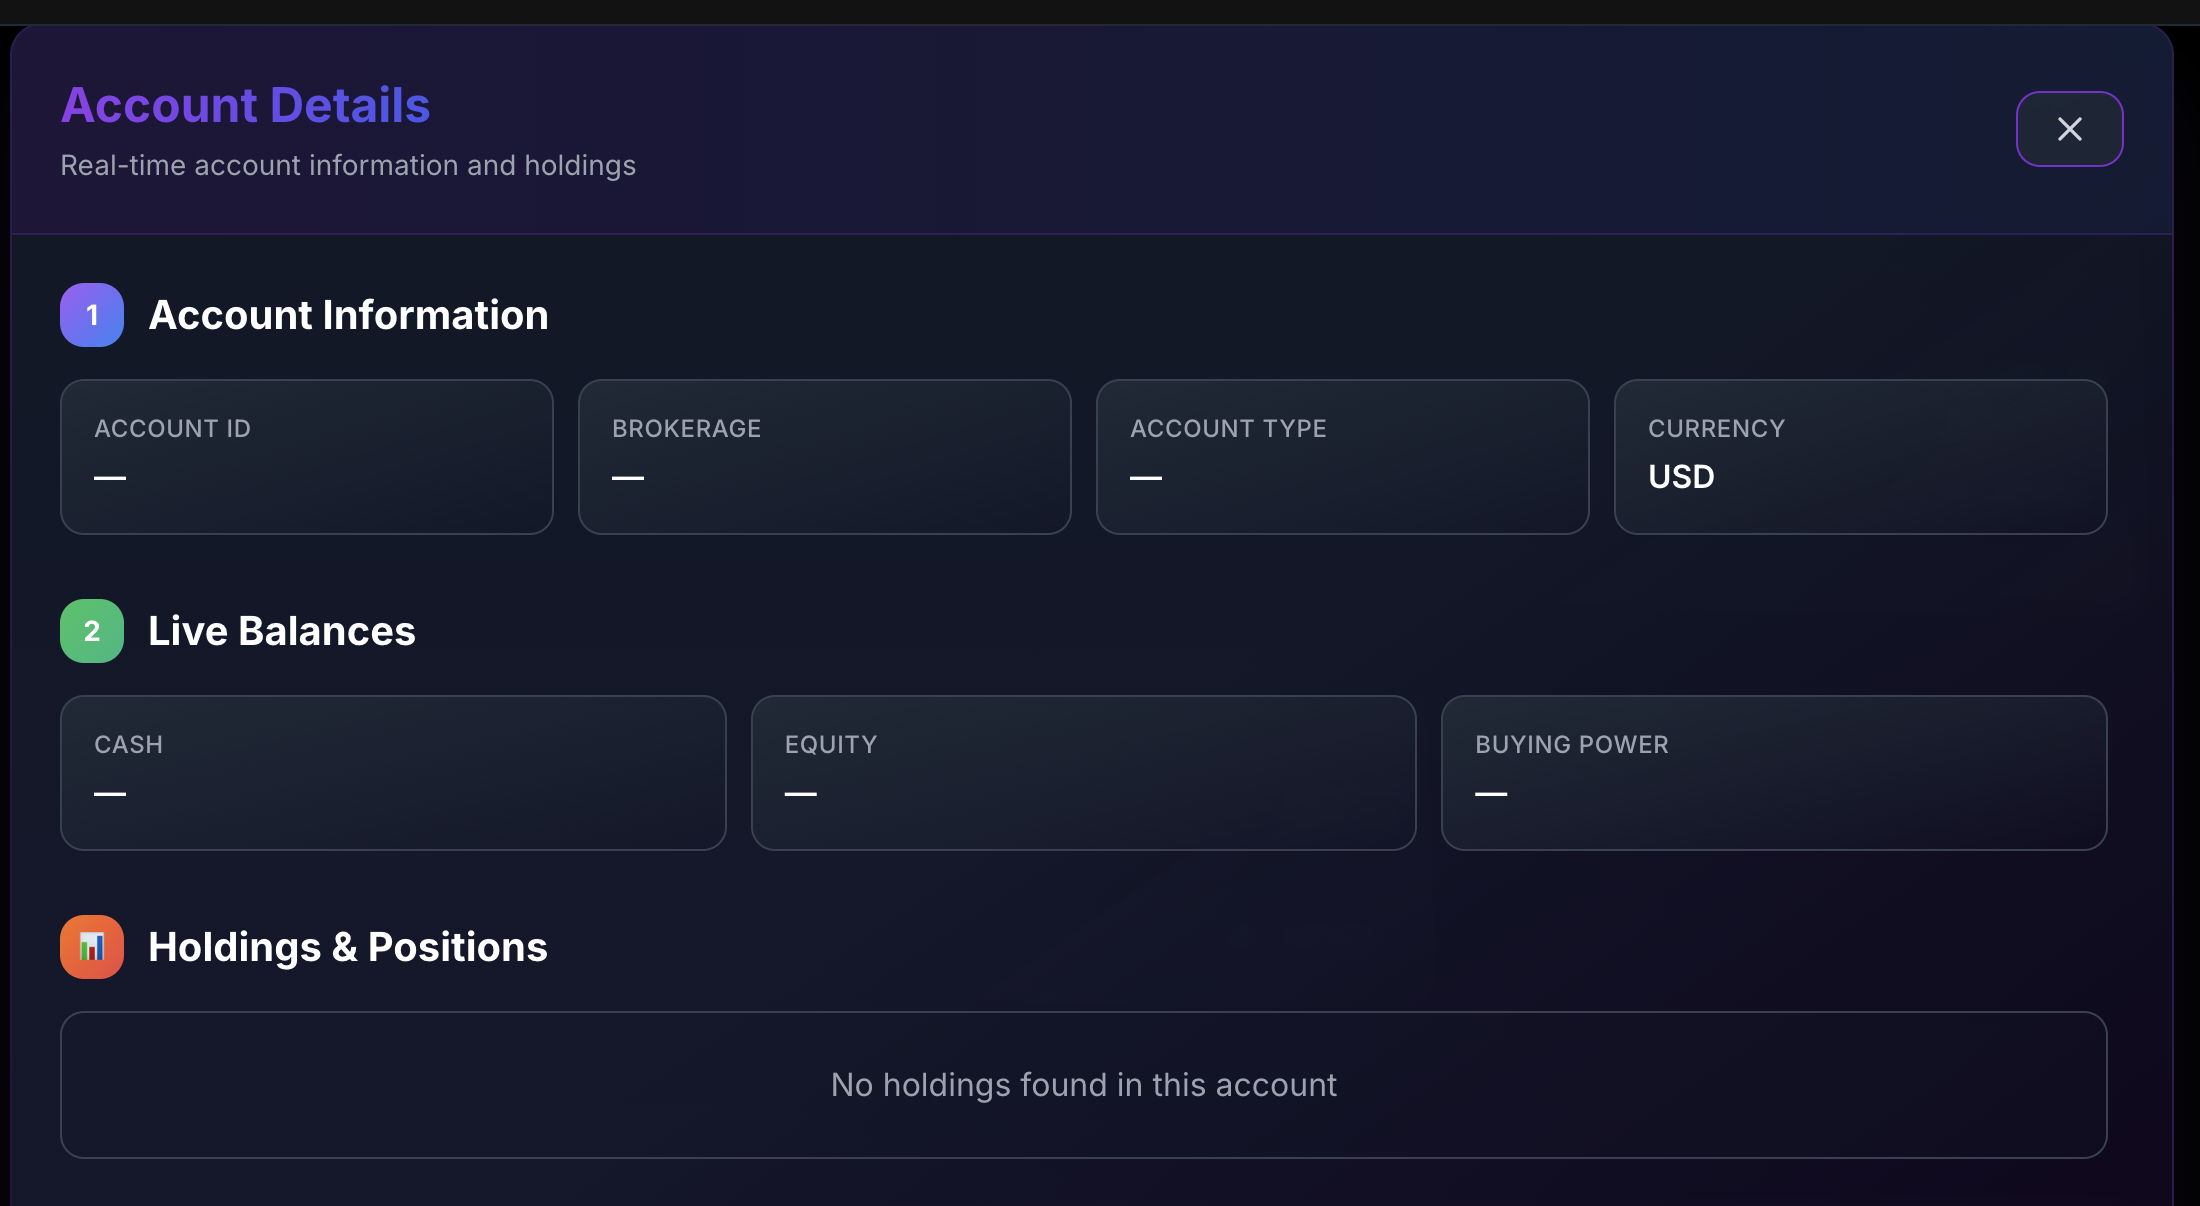 Account Details
Real-time account information and holdings
1 Account Information
ACCOUNT ID
—
BROKERAGE
—
ACCOUNT TYPE
—
CURRENCY
USD
2 Live Balances
CASH
—
EQUITY
—
BUYING POWER
—
Holdings & Positions
No holdings found in this account